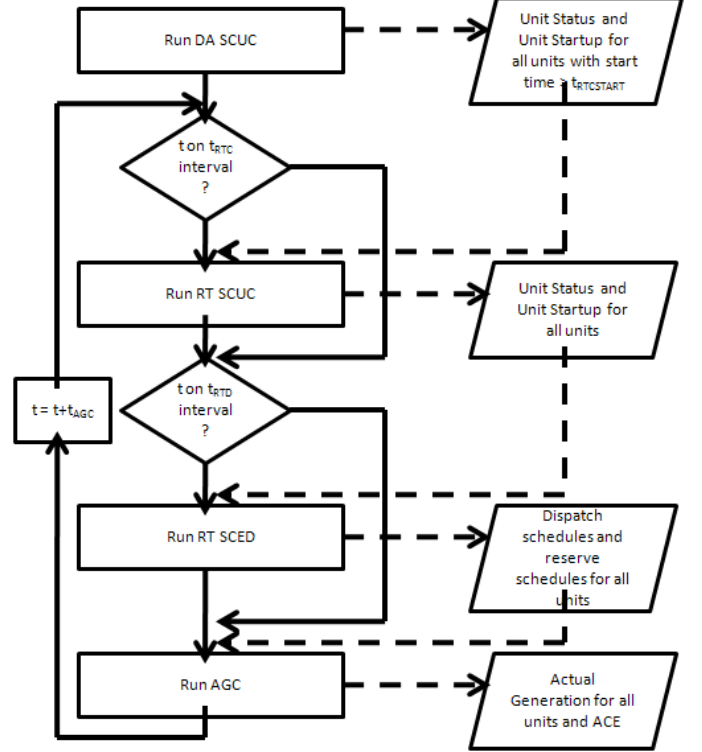 Run DA SCUC
Unit Status and
Unit Startup for
all units with start
time > tRTCSTART
t on tRTC
interval
?
Run RT SCUC
Unit Status and
Unit Startup for
all units
t = t+tAGC
t on tRTD
interval
?
Run RT SCED
Dispatch
schedules and
reserve
schedules for all
units
Run AGC
Actual
Generation for all
units and ACE